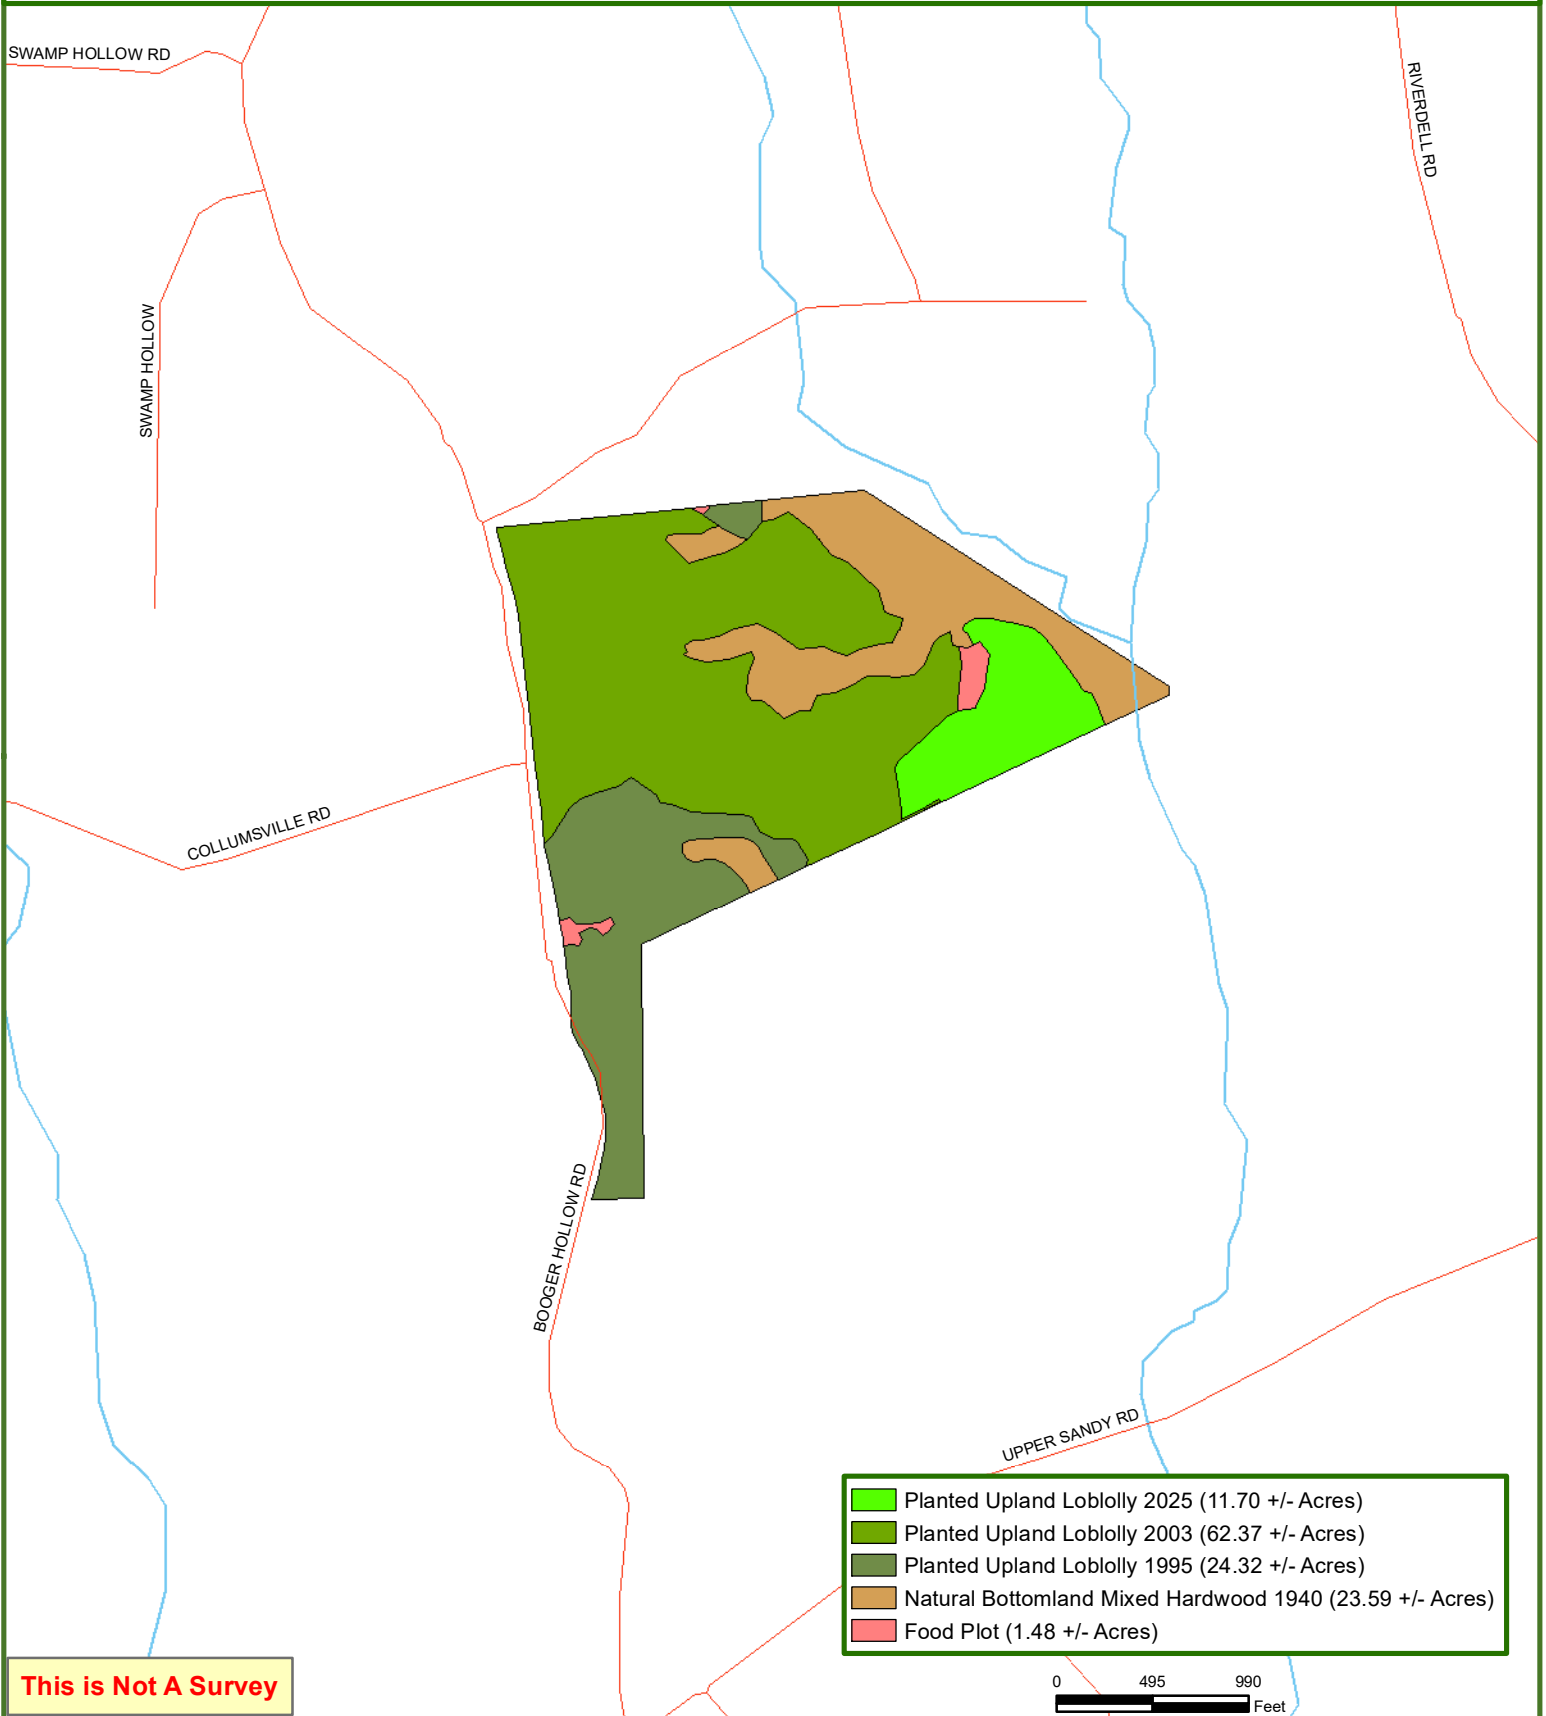 SWAMP HOLLOW RD
RIVERDELL RD
SWAMP HOLLOW
COLLUMSVILLE RD
BOOGER HOLLOW RD
UPPER SANDY RD
Planted Upland Loblolly 2025 (11.70 +/- Acres)
Planted Upland Loblolly 2003 (62.37 +/- Acres)
Planted Upland Loblolly 1995 (24.32 +/- Acres)
Natural Bottomland Mixed Hardwood 1940 (23.59 +/- Acres)
Food Plot (1.48 +/- Acres)
This is Not A Survey
0 495 990
Feet